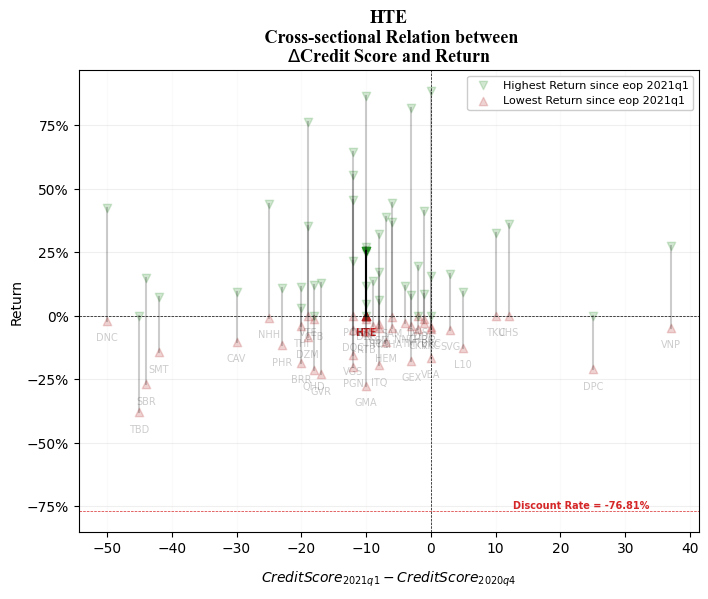 HTE
Cross-sectional Relation between
ΔCredit Score and Return
Highest Return since eop 2021q1
Lowest Return since eop 2021q1
Return
75%
50%
25%
0%
−25%
−50%
−75%
DNC
TBD
SBR
SMT
CAV
NHH
PHR
DZM
BRR
GVR
VGS
PGN
HTE
GMA
ITQ
HEM
GEX
VLA
SVG
L10
TKU
CHS
DPC
VNP
Discount Rate = -76.81%
−50
−40
−30
−20
−10
0
10
20
30
40
CreditScore2021q1 − CreditScore2020q4